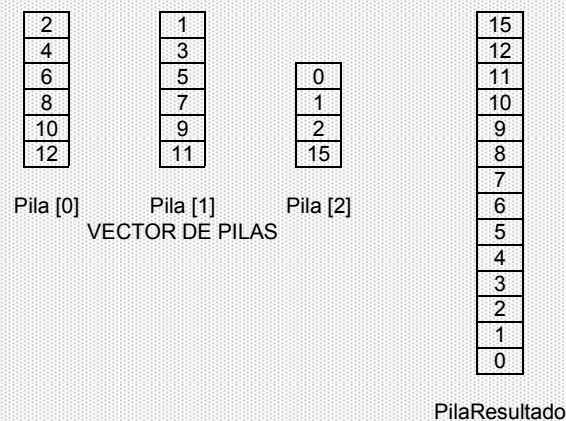 2 1 15
4 3 12
6 5 0 11
8 7 1 10
10 9 2 9
12 11 15 8
7
Pila [0] Pila [1] Pila [2] 6
VECTOR DE PILAS 5
4
3
2
1
0
PilaResultado